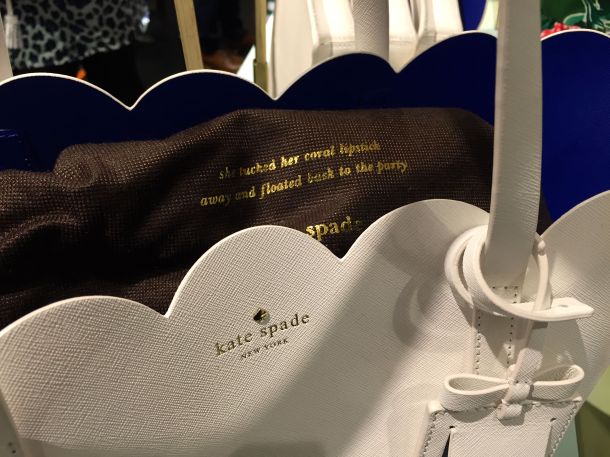 she tucked her coral lipstick
away and floated back to the party
spade
kate spade
NEW YORK